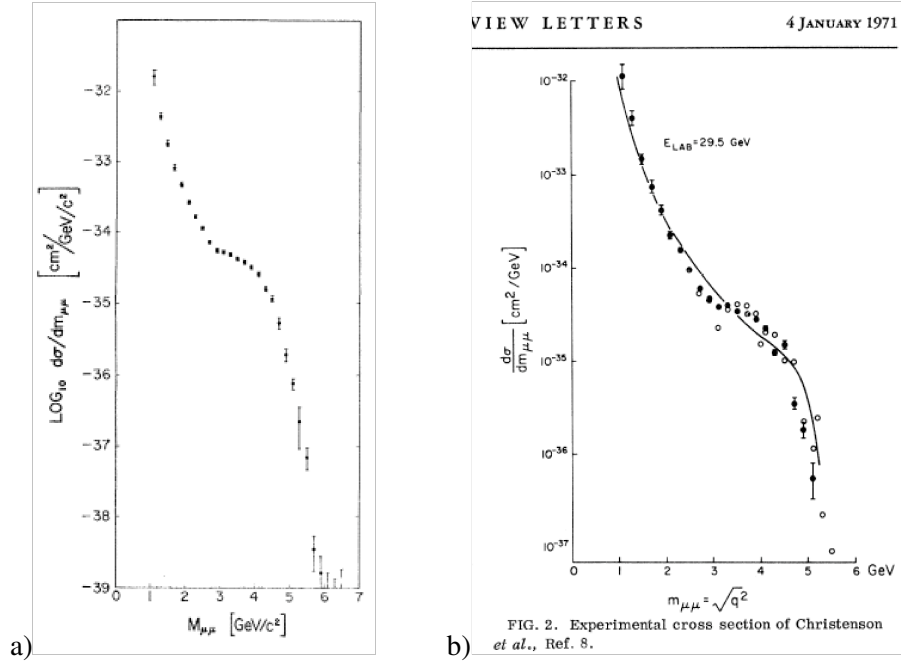 VIEW LETTERS 4 JANUARY 1971
−32
−33
−34
−35
−36
−37
−38
−39
0 1 2 3 4 5 6 7
LOG₁₀ dσ/dmμμ [cm²/GeV/c²]
Mμμ [GeV/c²]
a)
10⁻³²
10⁻³³
10⁻³⁴
10⁻³⁵
10⁻³⁶
10⁻³⁷
E LAB = 29.5 GeV
dσ/dmμμ [cm²/GeV]
0 1 2 3 4 5 6 GeV
mμμ = √q²
FIG. 2. Experimental cross section of Christenson
et al., Ref. 8.
b)